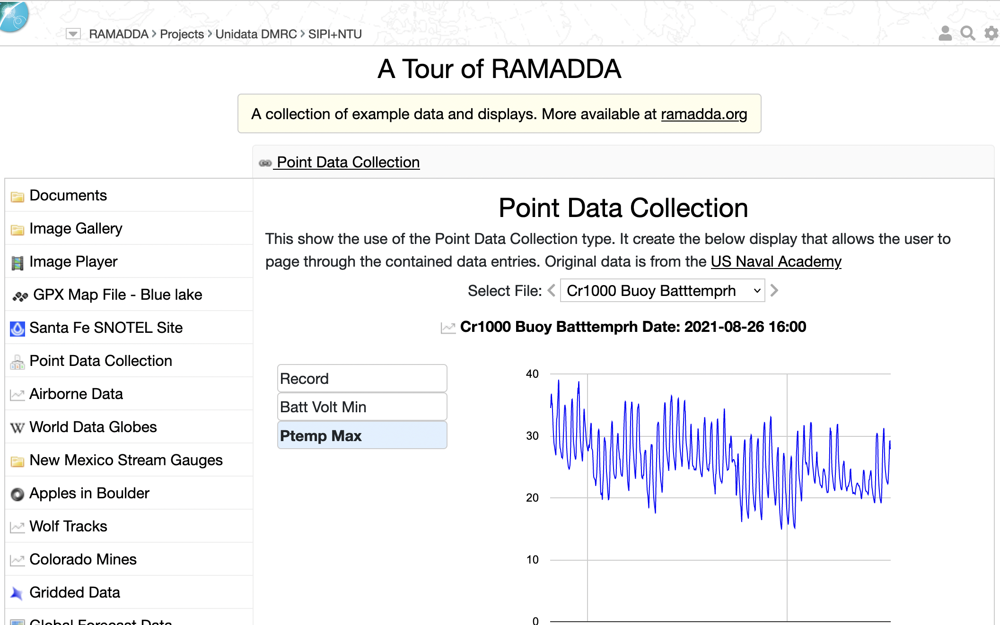 RAMADDA › Projects › Unidata DMRC › SIPI+NTU
A Tour of RAMADDA
A collection of example data and displays. More available at ramadda.org
Point Data Collection
Documents
Image Gallery
Image Player
GPX Map File - Blue lake
Santa Fe SNOTEL Site
Point Data Collection
Airborne Data
World Data Globes
New Mexico Stream Gauges
Apples in Boulder
Wolf Tracks
Colorado Mines
Gridded Data
Global Forecast Data
Point Data Collection
This show the use of the Point Data Collection type. It create the below display that allows the user to
page through the contained data entries. Original data is from the US Naval Academy
Select File: Cr1000 Buoy Batttemprh
Cr1000 Buoy Batttemprh Date: 2021-08-26 16:00
Record
Batt Volt Min
Ptemp Max
40
30
20
10
0